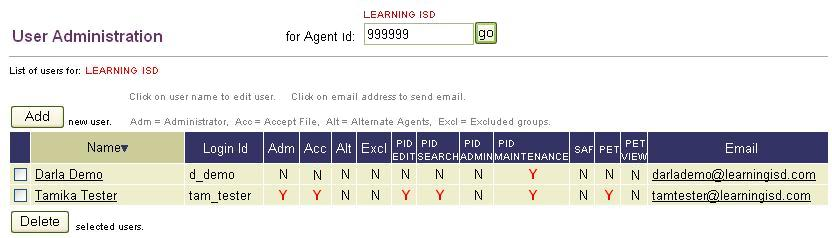 LEARNING ISD
User Administration for Agent Id: 999999 go
List of users for: LEARNING ISD
Click on user name to edit user. Click on email address to send email.
Add new user. Adm = Administrator, Acc = Accept File, Alt = Alternate Agents, Excl = Excluded groups.
Name▼ Login Id Adm Acc Alt Excl PID EDIT PID SEARCH PID ADMIN PID MAINTENANCE SAF PET PET VIEW Email
Darla Demo d_demo N N N N N N N Y N N N darlademo@learningisd.com
Tamika Tester tam_tester Y Y N N Y Y N Y N Y N tamtester@learningisd.com
Delete selected users.